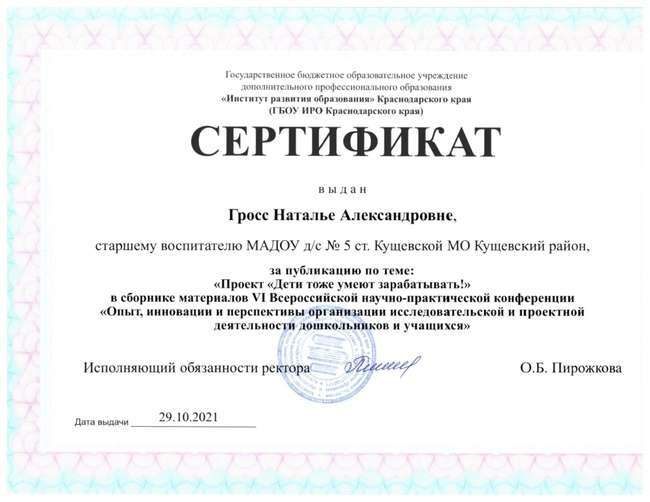 Государственное бюджетное образовательное учреждение
дополнительного профессионального образования
«Институт развития образования» Краснодарского края
(ГБОУ ИРО Краснодарского края)
СЕРТИФИКАТ
выдан
Гросс Наталье Александровне,
старшему воспитателю МАДОУ д/с № 5 ст. Кущевской МО Кущевский район,
за публикацию по теме:
«Проект «Дети тоже умеют зарабатывать!»
в сборнике материалов VI Всероссийской научно-практической конференции
«Опыт, инновации и перспективы организации исследовательской и проектной
деятельности дошкольников и учащихся»
Исполняющий обязанности ректора О.Б. Пирожкова
Дата выдачи 29.10.2021